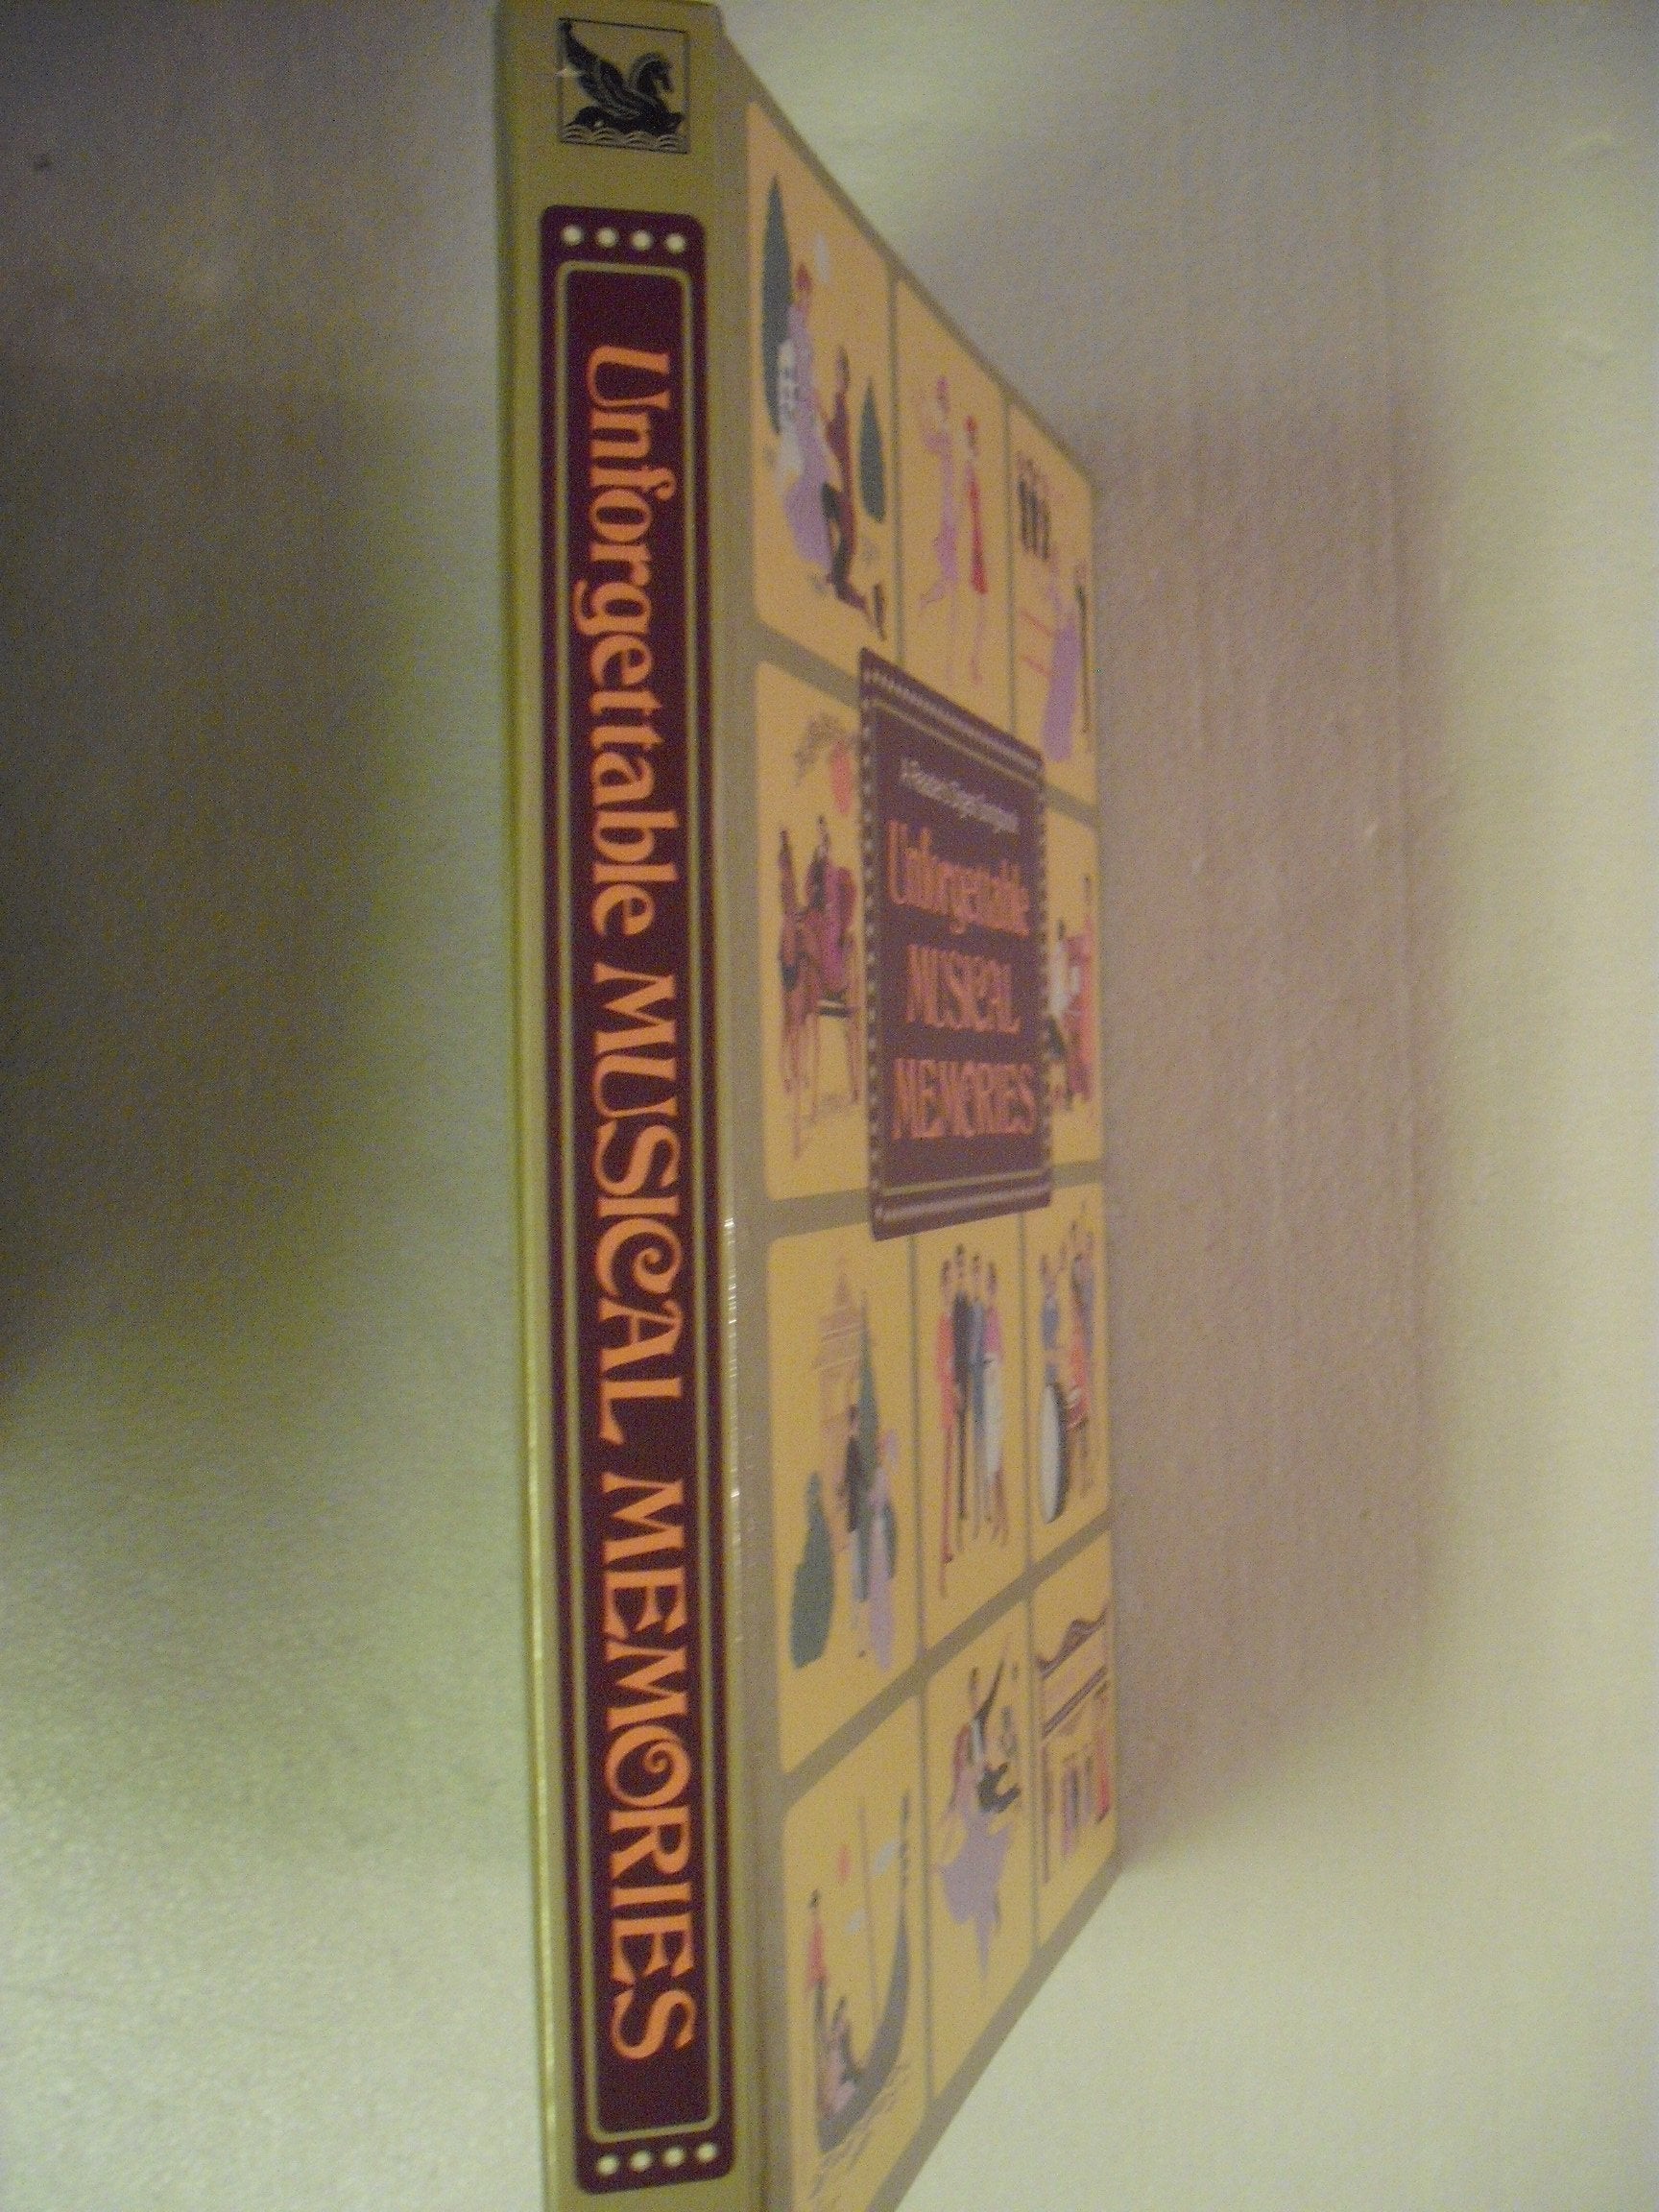 Unforgettable MUSICAL MEMORIES
A Reader's Digest Songbook
Unforgettable
MUSICAL
MEMORIES